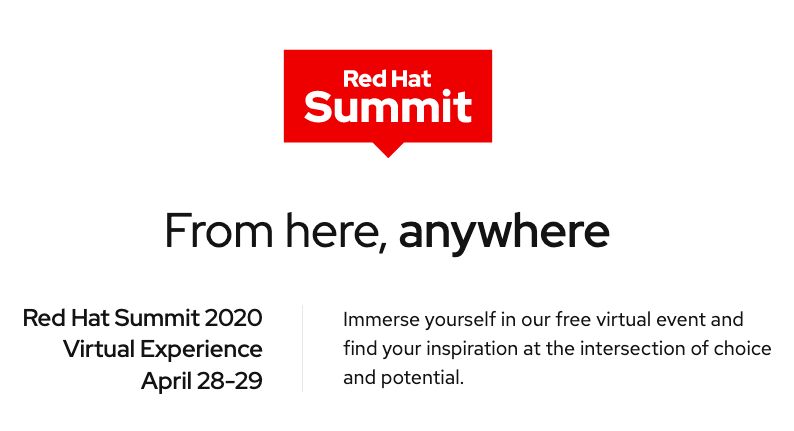 Red Hat
Summit
From here, anywhere
Red Hat Summit 2020
Virtual Experience
April 28-29
Immerse yourself in our free virtual event and
find your inspiration at the intersection of choice
and potential.